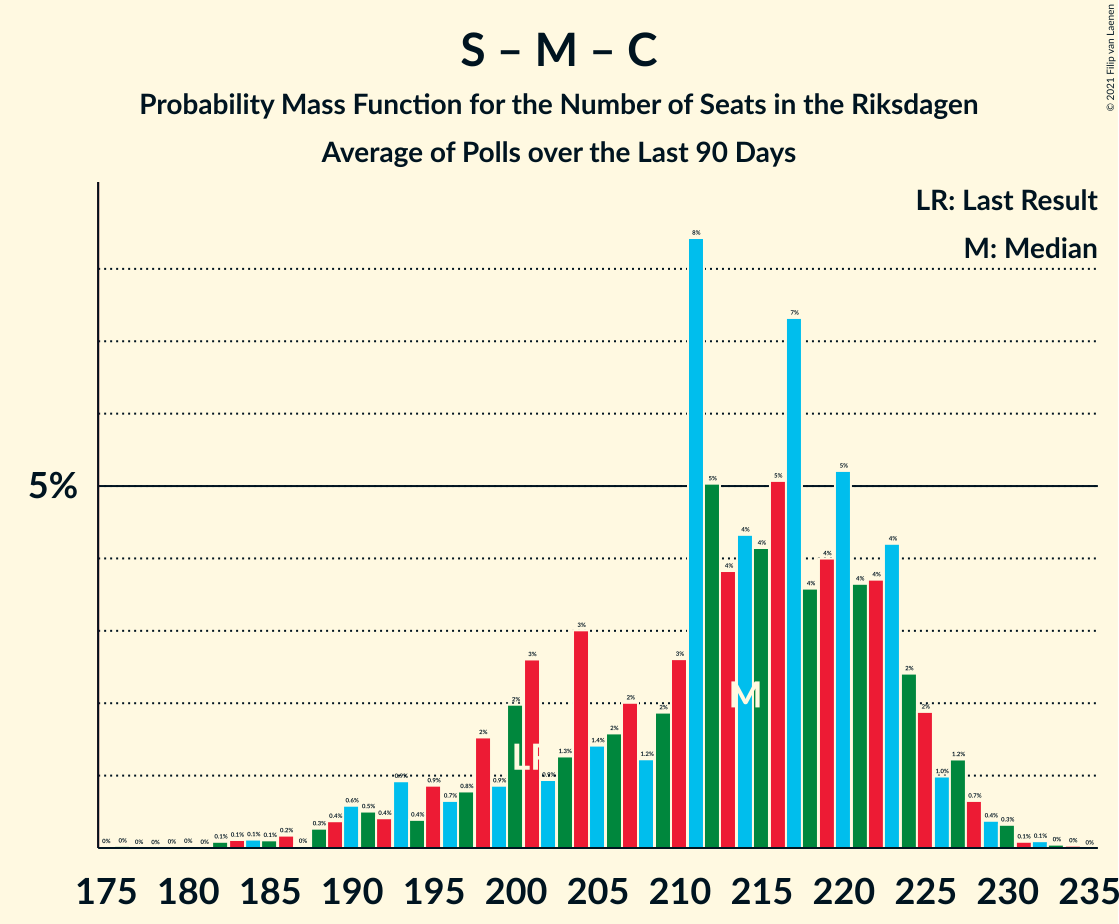 S – M – C
Probability Mass Function for the Number of Seats in the Riksdagen
Average of Polls over the Last 90 Days
© 2021 Filip van Laenen
LR: Last Result
M: Median
5%
0% 0% 0% 0% 0% 0% 0% 0.1% 0.1% 0.1% 0.1% 0.2% 0% 0.3% 0.4% 0.6% 0.5% 0.4% 0.9% 0.4% 0.9% 0.7% 0.8% 2% 0.9% 2% 3% 0.9% 1.3% 3% 1.4% 2% 2% 1.2% 2% 3% 8% 5% 4% 4% 4% 5% 7% 4% 4% 5% 4% 4% 4% 2% 2% 1.0% 1.2% 0.7% 0.4% 0.3% 0.1% 0.1% 0% 0% 0%
LR
M
175 180 185 190 195 200 205 210 215 220 225 230 235